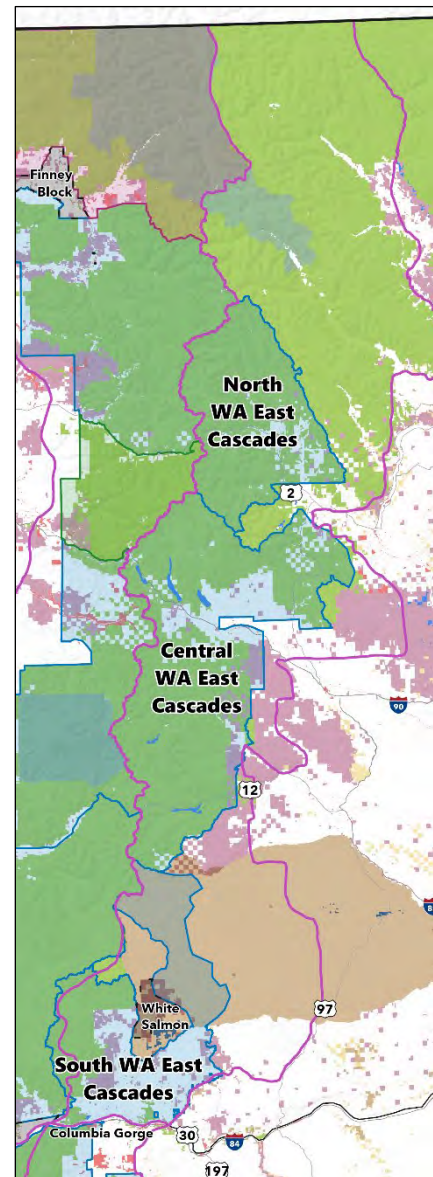 Finney
Block
North
WA East
Cascades
2
Central
WA East
Cascades
90
12
White
Salmon
97
South WA East
Cascades
Columbia Gorge
30
84
197